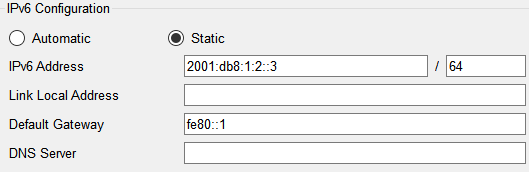 IPv6 Configuration
Automatic Static
IPv6 Address 2001:db8:1:2::3 / 64
Link Local Address
Default Gateway fe80::1
DNS Server